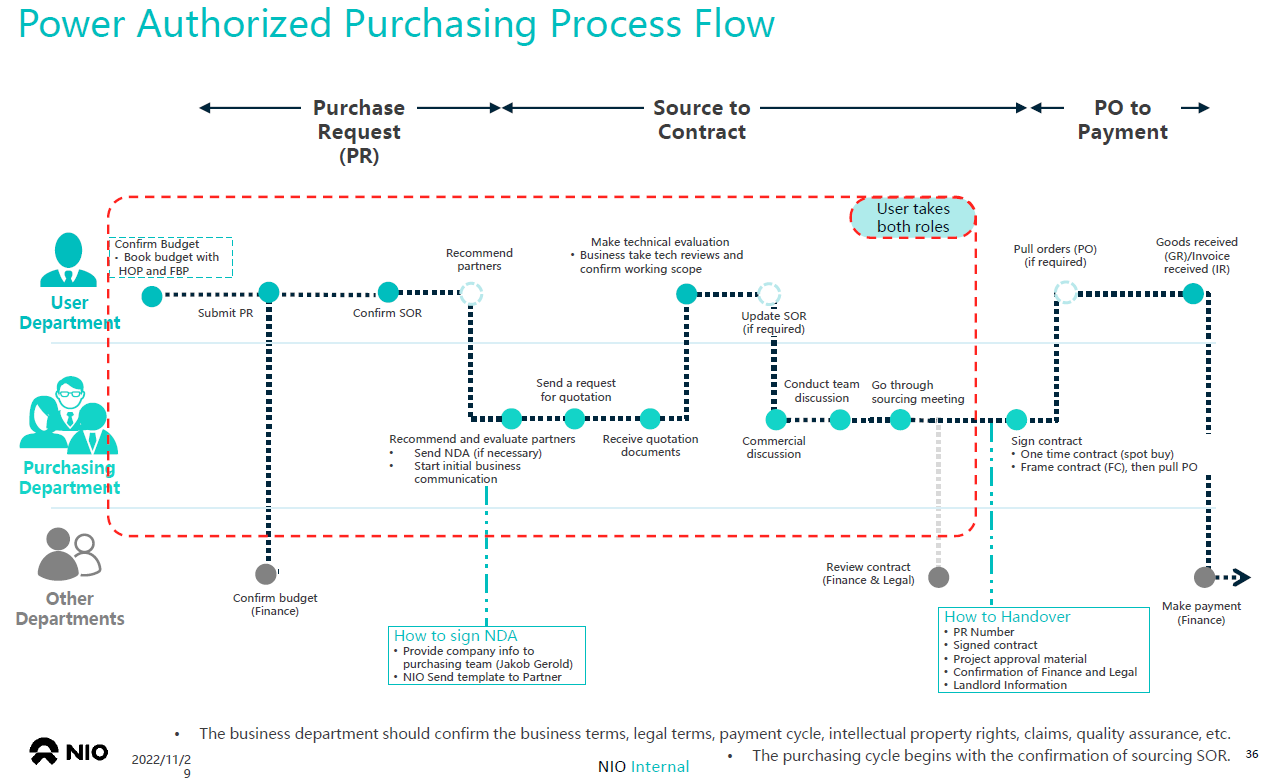 Power Authorized Purchasing Process Flow
Purchase
Request
(PR)
Source to
Contract
PO to
Payment
User takes
both roles
User
Department
Confirm Budget
• Book budget with
HOP and FBP
Submit PR
Confirm SOR
Recommend
partners
Make technical evaluation
• Business take tech reviews and
confirm working scope
Update SOR
(if required)
Pull orders (PO)
(if required)
Goods received
(GR)/Invoice
received (IR)
Purchasing
Department
Recommend and evaluate partners
• Send NDA (if necessary)
• Start initial business
communication
Send a request
for quotation
Receive quotation
documents
Commercial
discussion
Conduct team
discussion
Go through
sourcing meeting
Sign contract
• One time contract (spot buy)
• Frame contract (FC), then pull PO
Other
Departments
Confirm budget
(Finance)
Review contract
(Finance & Legal)
Make payment
(Finance)
How to sign NDA
• Provide company info to
purchasing team (Jakob Gerold)
• NIO Send template to Partner
How to Handover
• PR Number
• Signed contract
• Project approval material
• Confirmation of Finance and Legal
• Landlord Information
• The business department should confirm the business terms, legal terms, payment cycle, intellectual property rights, claims, quality assurance, etc.
• The purchasing cycle begins with the confirmation of sourcing SOR.
NIO
2022/11/2
9
NIO Internal
36